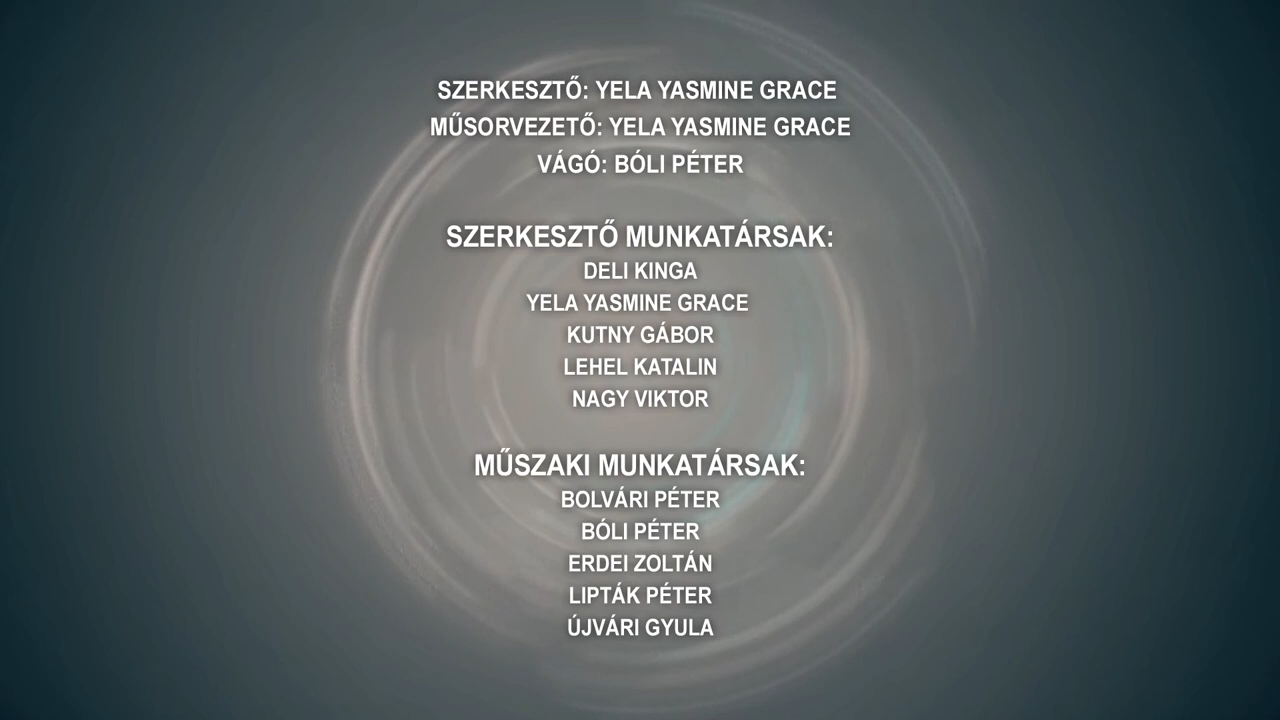 SZERKESZTŐ: YELA YASMINE GRACE
MŰSORVEZETŐ: YELA YASMINE GRACE
VÁGÓ: BÓLI PÉTER
SZERKESZTŐ MUNKATÁRSAK:
DELI KINGA
YELA YASMINE GRACE
KUTNY GÁBOR
LEHEL KATALIN
NAGY VIKTOR
MŰSZAKI MUNKATÁRSAK:
BOLVÁRI PÉTER
BÓLI PÉTER
ERDEI ZOLTÁN
LIPTÁK PÉTER
ÚJVÁRI GYULA